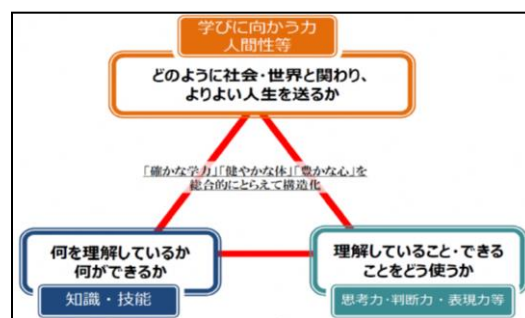 学びに向かう力
人間性等
どのように社会・世界と関わり、
よりよい人生を送るか
「確かな学力」「健やかな体」「豊かな心」を
総合的にとらえて構造化
何を理解しているか
何ができるか
知識・技能
理解していること・できる
ことをどう使うか
思考力・判断力・表現力等